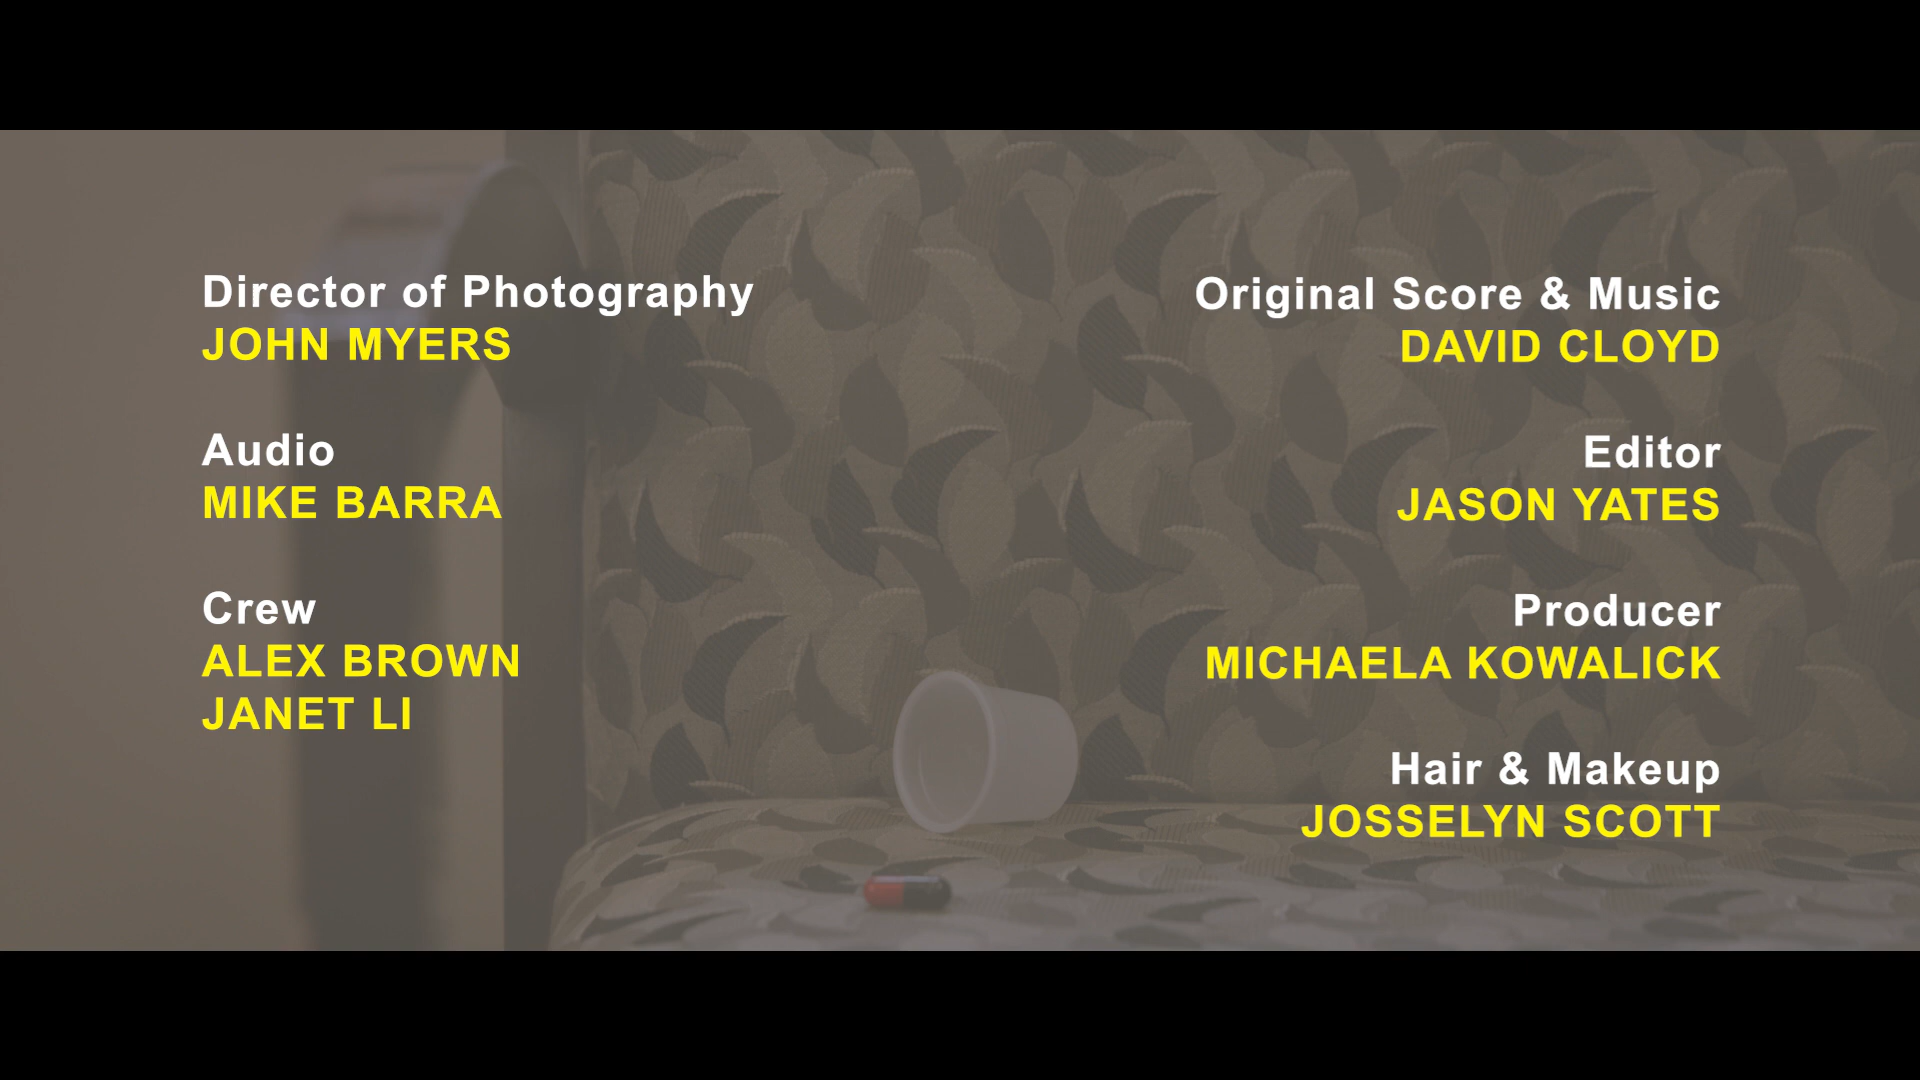 Director of Photography
JOHN MYERS
Audio
MIKE BARRA
Crew
ALEX BROWN
JANET LI
Original Score & Music
DAVID CLOYD
Editor
JASON YATES
Producer
MICHAELA KOWALICK
Hair & Makeup
JOSSELYN SCOTT